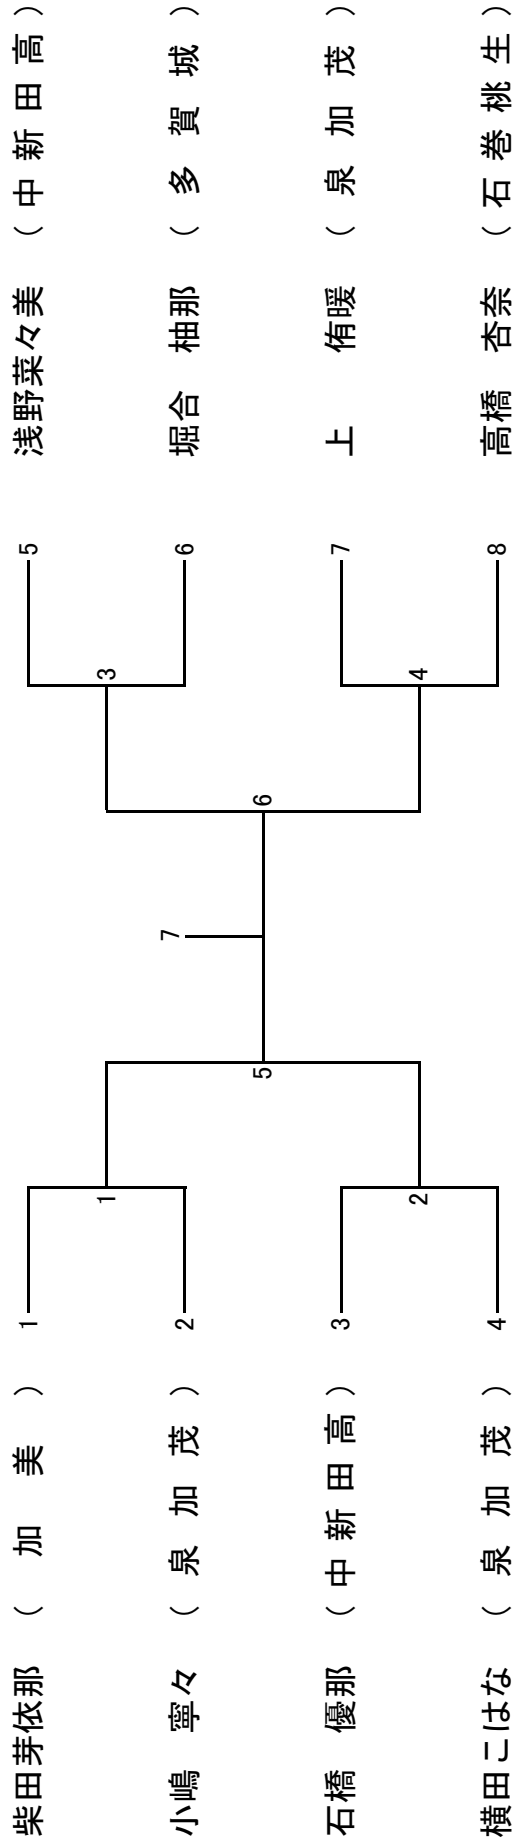 柴田芽依那 （ 加 美 ） 1
小嶋 寧々 （ 泉 加 茂 ） 2
石橋 優那 （ 中 新 田 高 ） 3
横田こはな （ 泉 加 茂 ） 4
1
2
5
7
6
3
4
5 浅野菜々美 （ 中 新 田 高 ）
6 堀合 柚那 （ 多 賀 城 ）
7 上 侑暖 （ 泉 加 茂 ）
8 高橋 杏奈 （ 石 巻 桃 生 ）